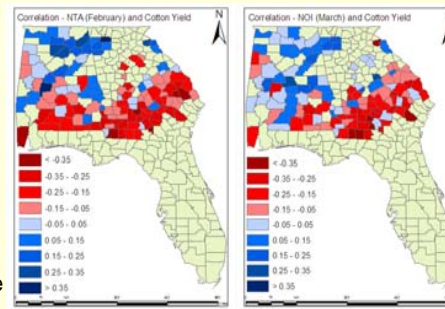 Correlation - NTA (February) and Cotton Yield
N
< -0.35
-0.35 - -0.25
-0.25 - -0.15
-0.15 - -0.05
-0.05 - 0.05
0.05 - 0.15
0.15 - 0.25
0.25 - 0.35
> 0.35
Correlation - NOI (March) and Cotton Yield
N
< -0.35
-0.35 - -0.25
-0.25 - -0.15
-0.15 - -0.05
-0.05 - 0.05
0.05 - 0.15
0.15 - 0.25
0.25 - 0.35
> 0.35
e